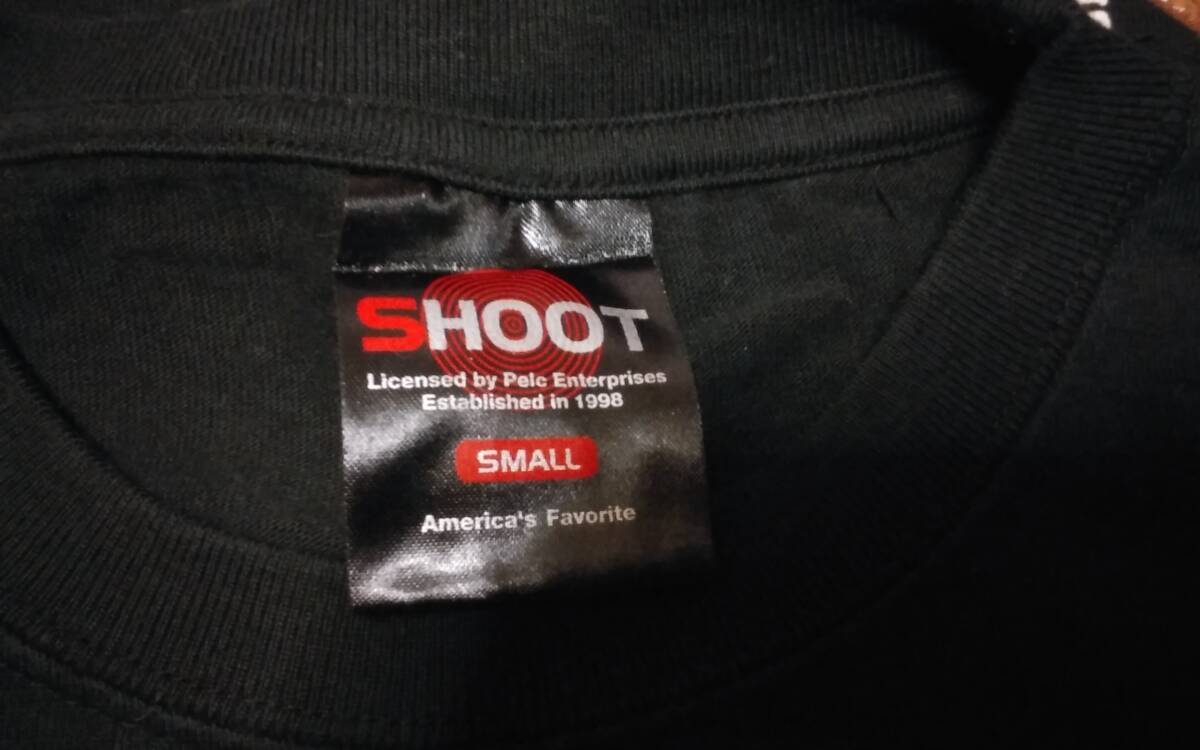 SHOOT
Licensed by Pelc Enterprises
Established in 1998
SMALL
America's Favorite